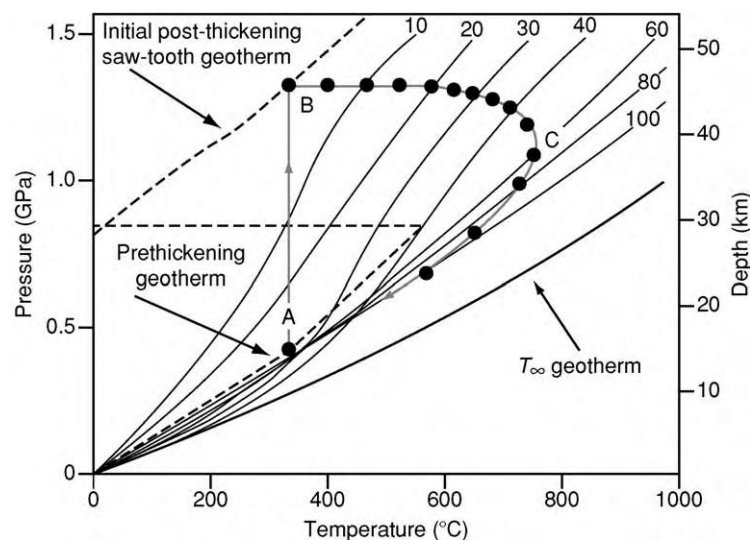 1.5
1.0
0.5
0
Pressure (GPa)
Initial post-thickening
saw-tooth geotherm
10
20
30
40
60
80
100
B
C
Prethickening
geotherm
A
T∞ geotherm
50
40
30
20
10
Depth (km)
0
200
400
600
800
1000
Temperature (°C)